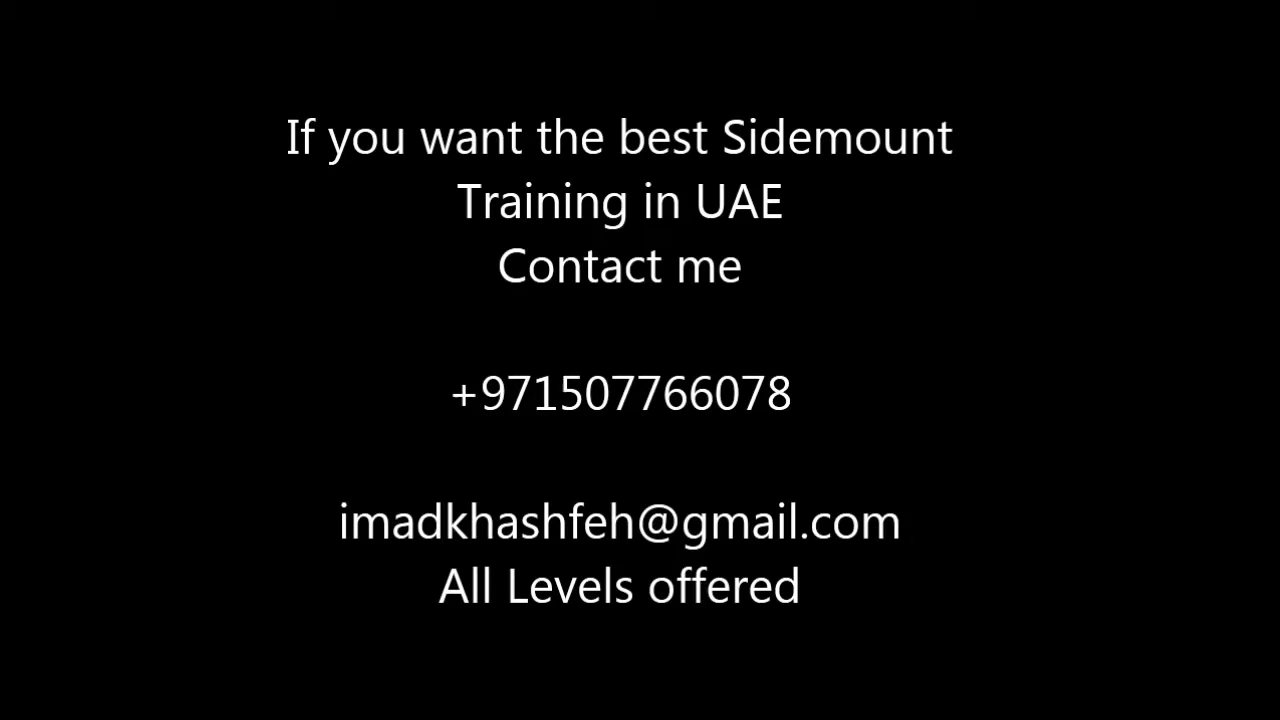 If you want the best Sidemount
Training in UAE
Contact me
+971507766078
imadkhashfeh@gmail.com
All Levels offered